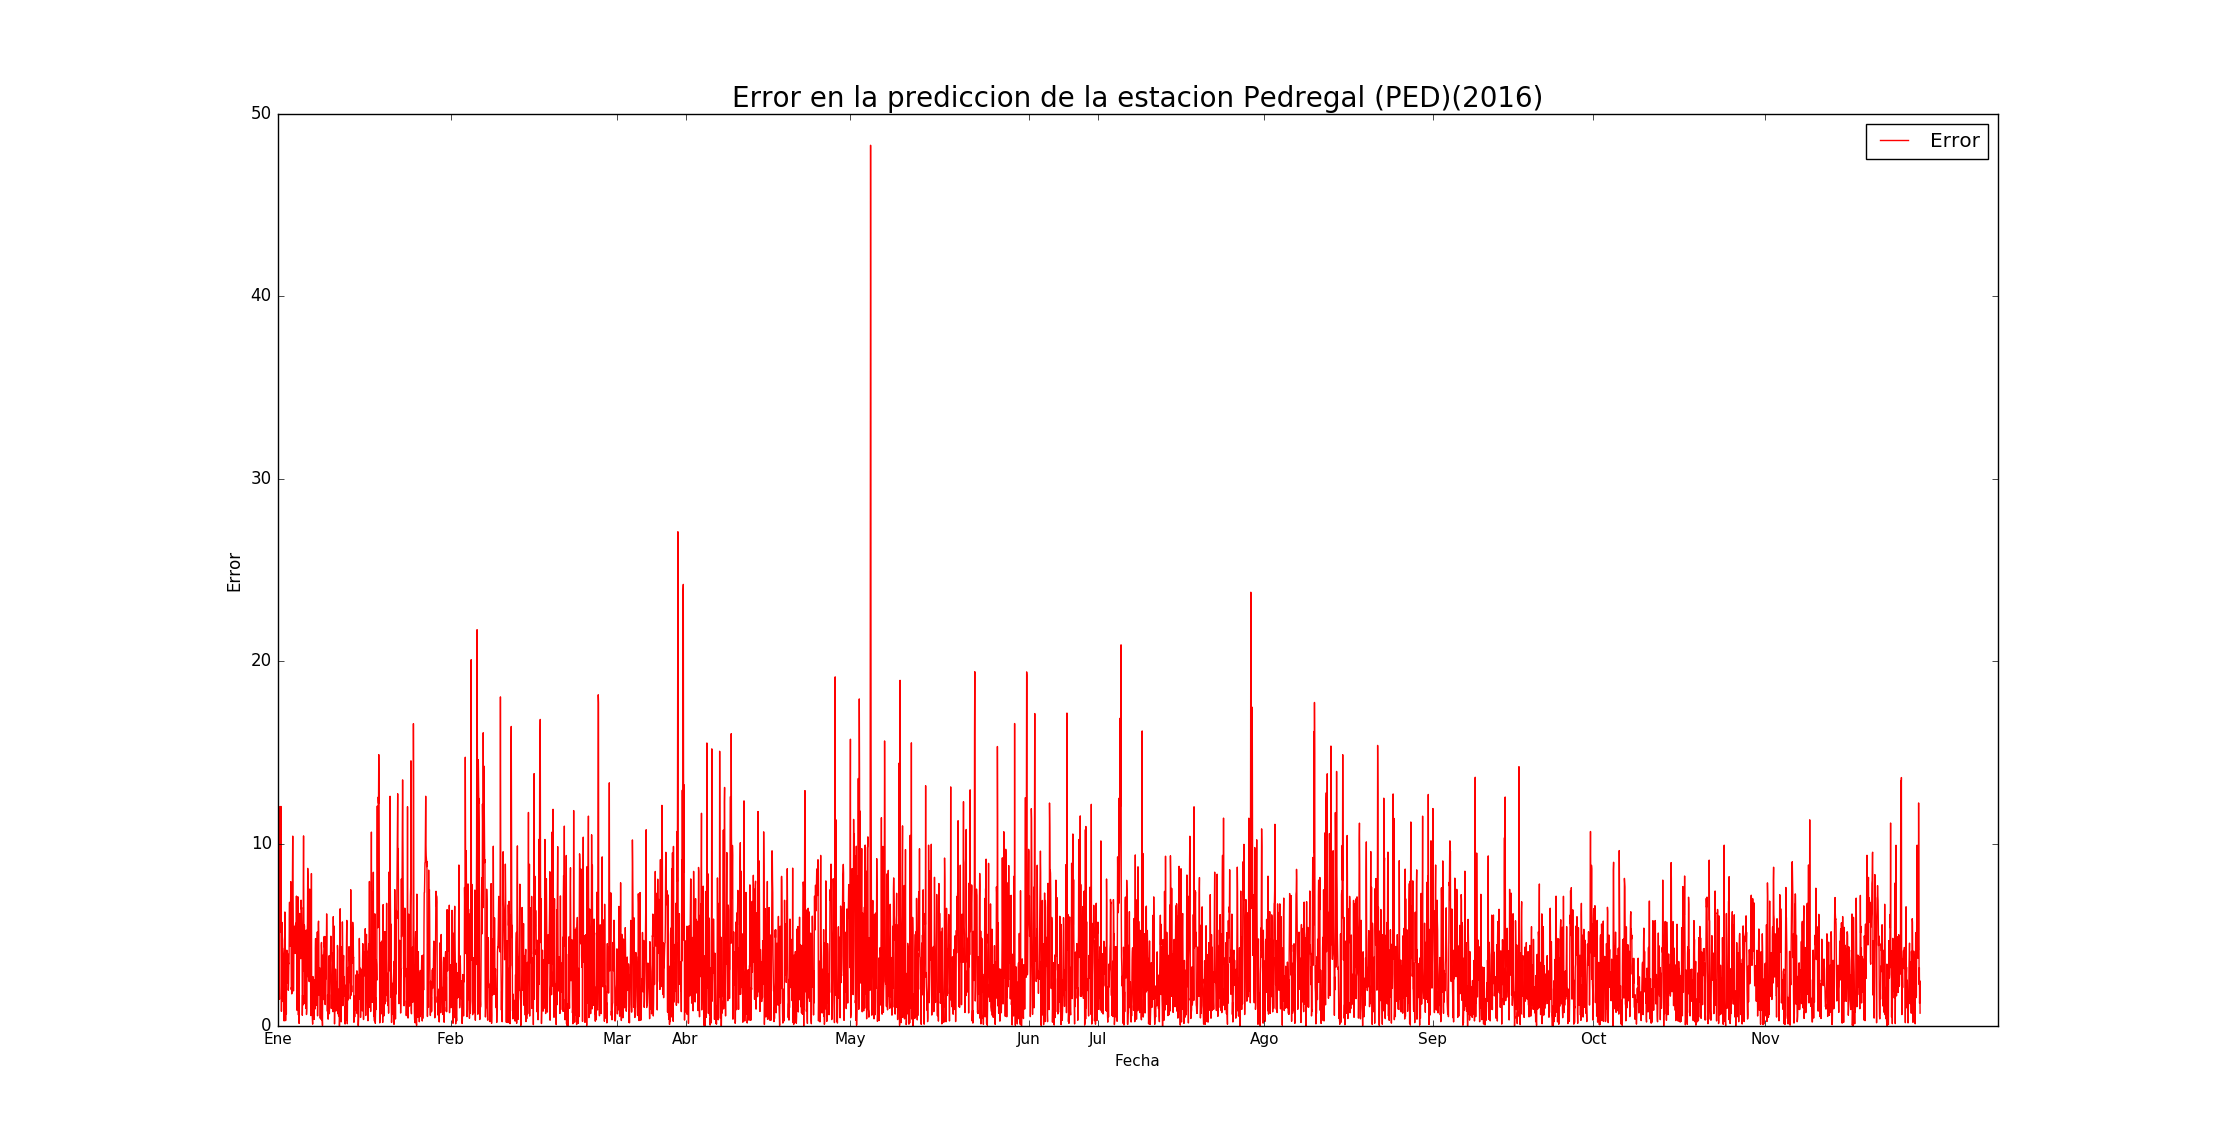 Error en la prediccion de la estacion Pedregal (PED)(2016)
Error
50
40
30
20
10
0
Error
Ene Feb Mar Abr May Jun Jul Ago Sep Oct Nov
Fecha